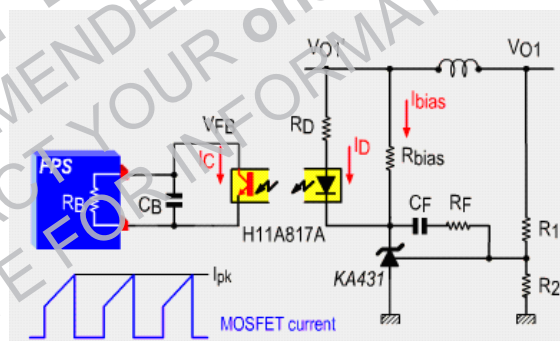 VO1'
VO1
Ibias
RD
ID
Rbias
VFB
FPS
IC
RB
CB
CF
RF
R1
H11A817A
KA431
R2
Ipk
MOSFET current